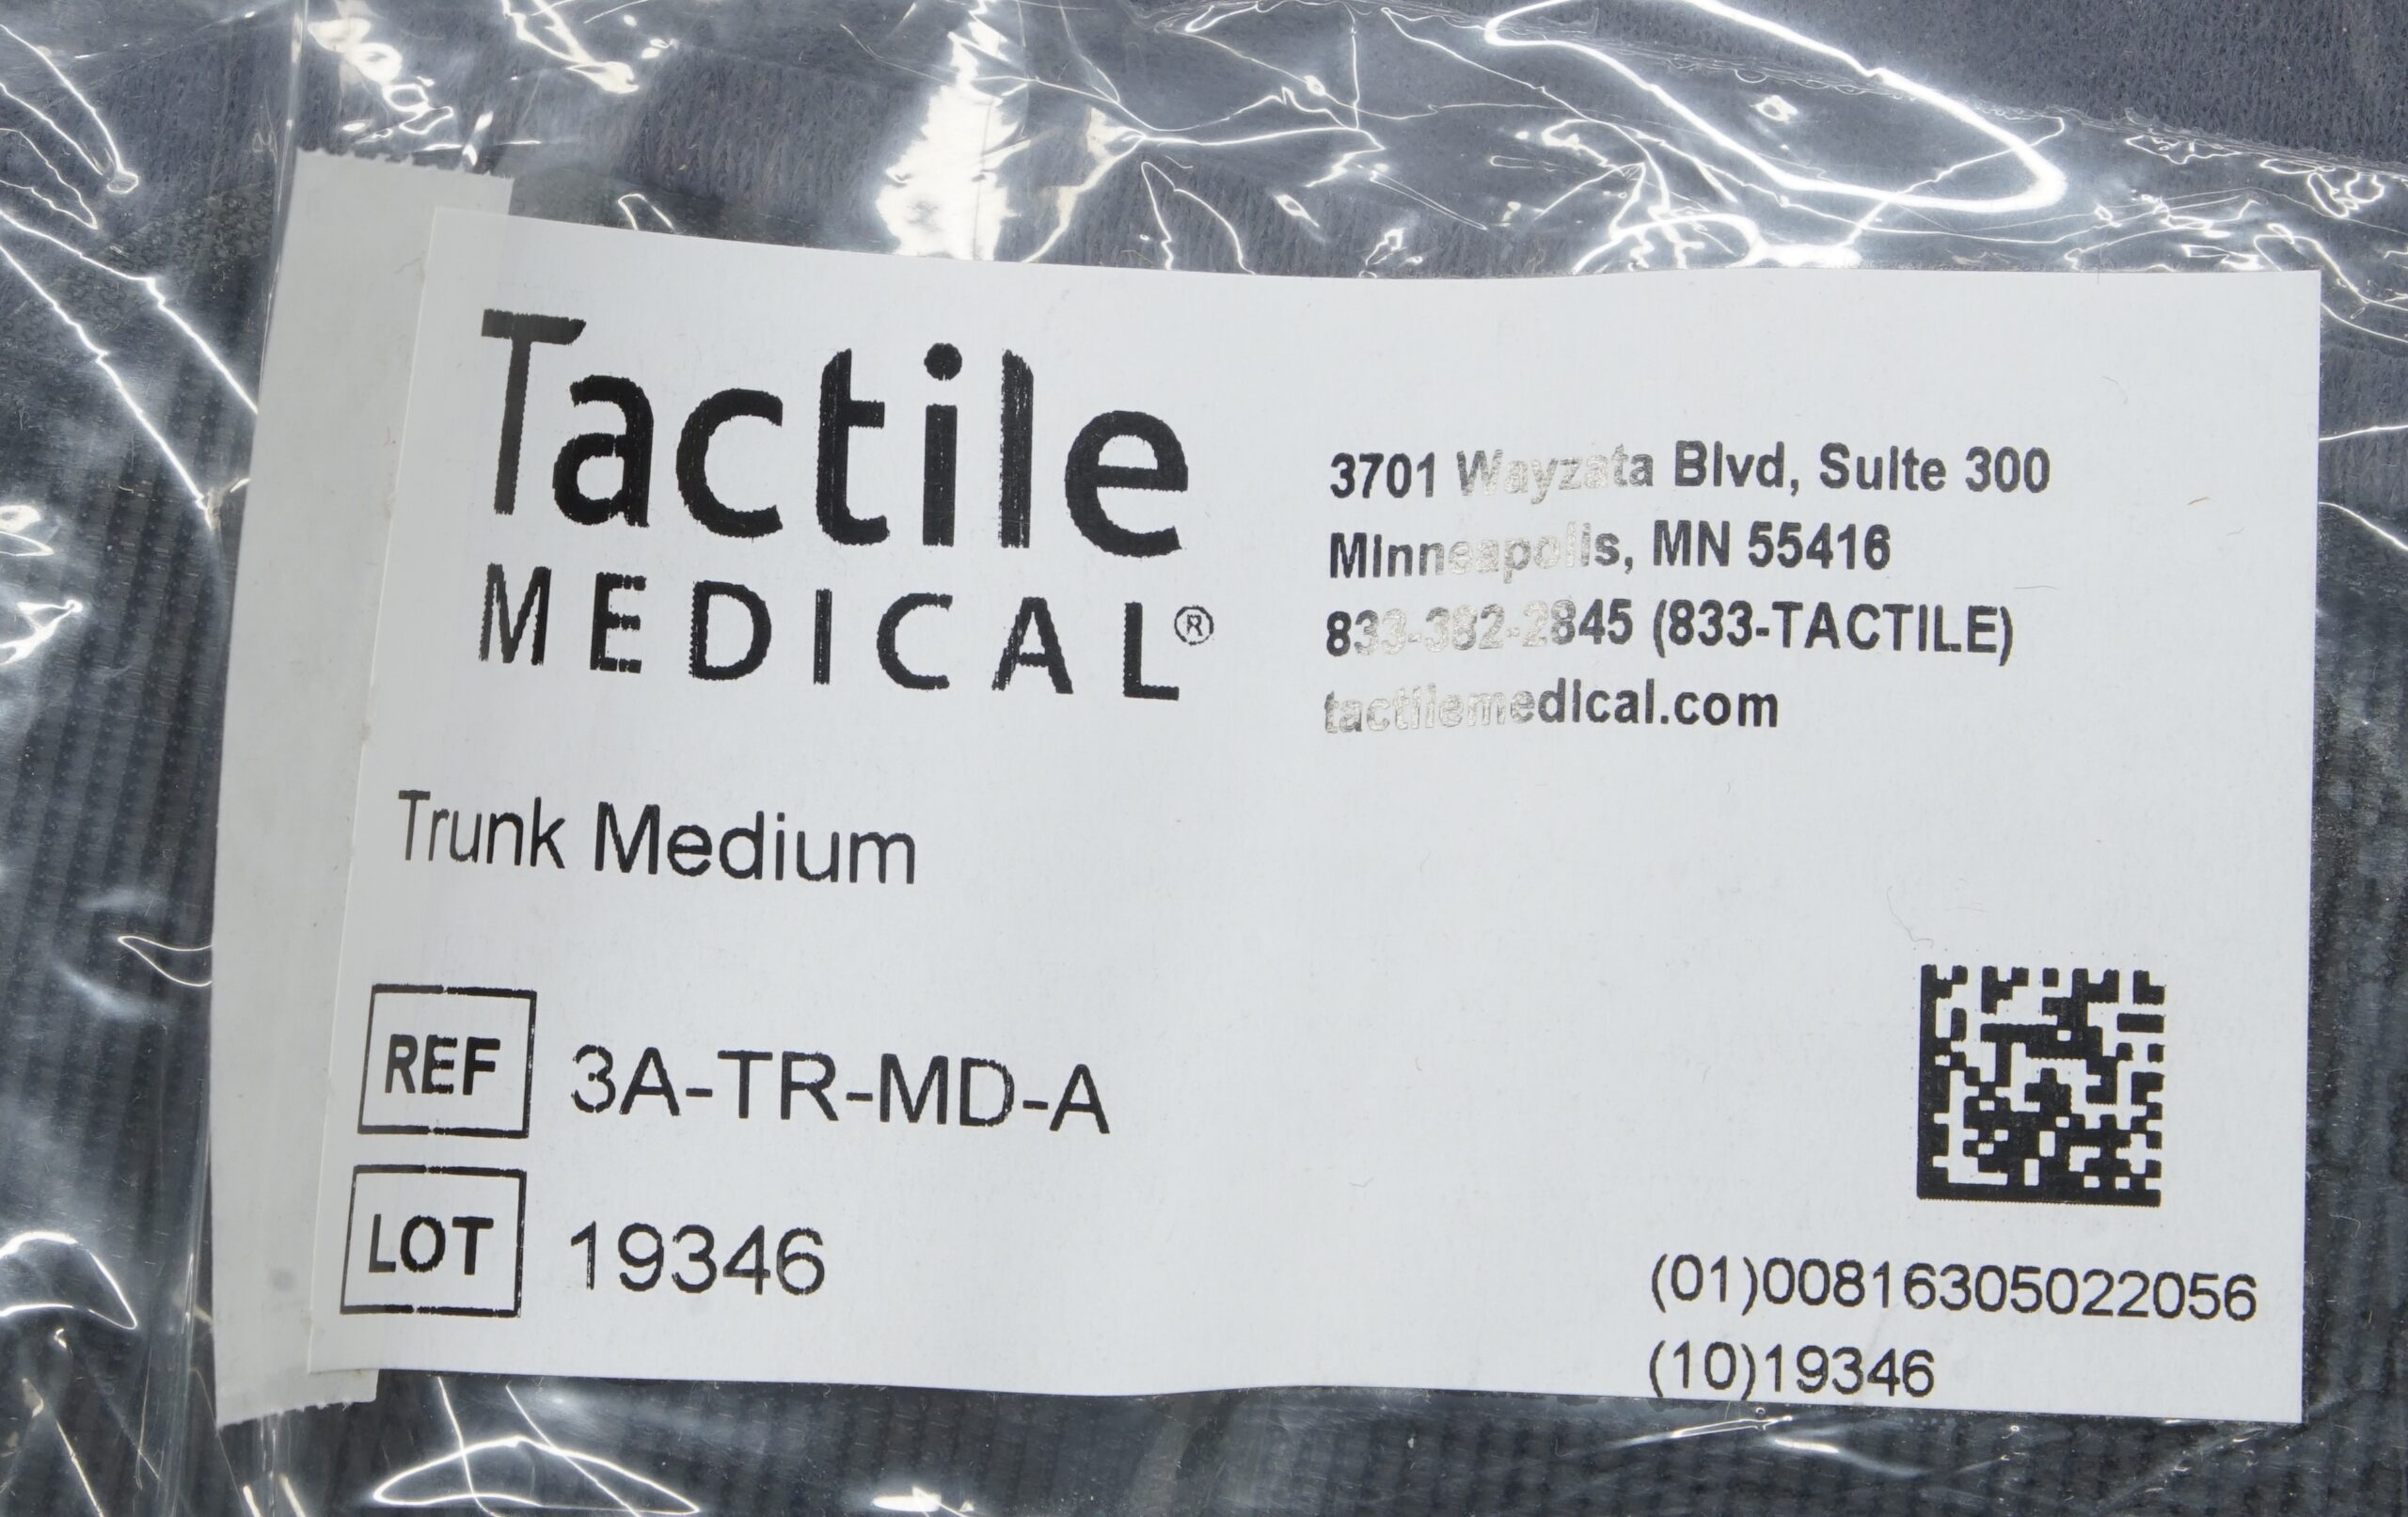 Tactile
MEDICAL®
3701 Wayzata Blvd, Suite 300
Minneapolis, MN 55416
833-382-2845 (833-TACTILE)
tactilemedical.com
Trunk Medium
REF 3A-TR-MD-A
LOT 19346
(01)00816305022056
(10)19346